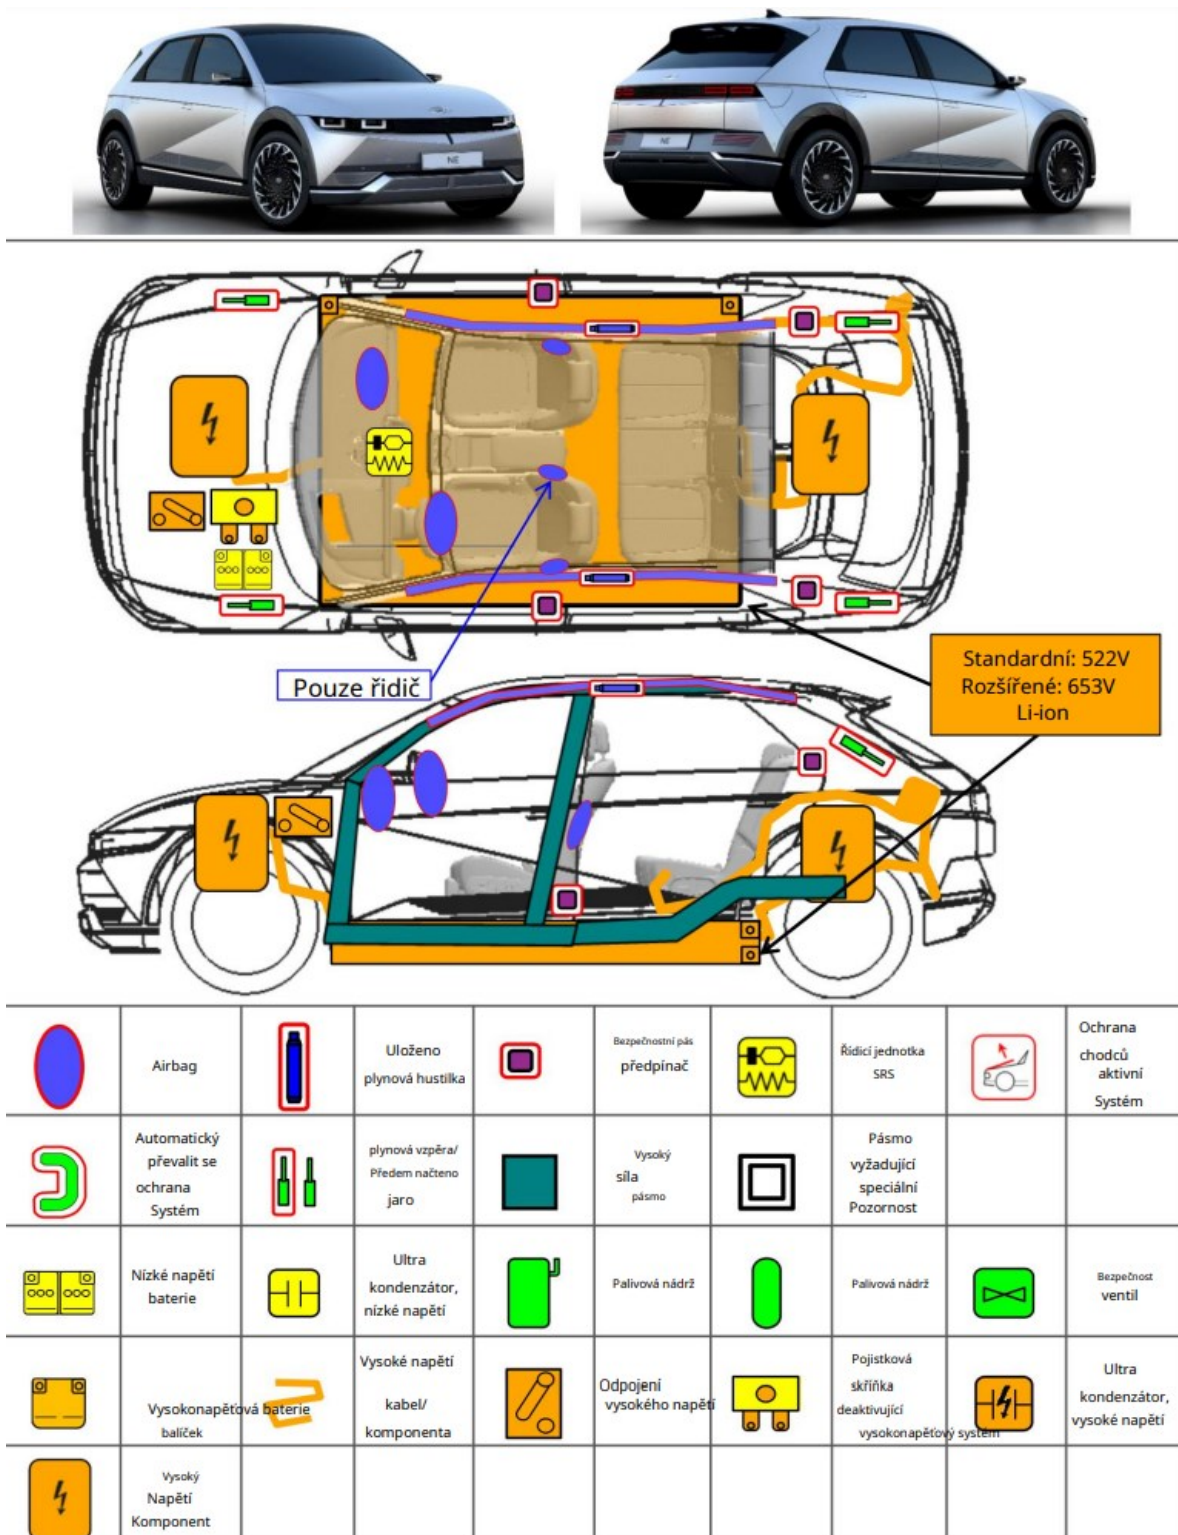 NE
NE
Pouze řidič
Standardní: 522V
Rozšířené: 653V
Li-ion
Airbag
Uloženo
plynová hustilka
Bezpečnostní pás
předpínač
Řídicí jednotka
SRS
Ochrana
chodců
aktivní
Systém
Automatický
převalit se
ochrana
Systém
plynová vzpěra/
Předem načteno
jaro
Vysoký
síla
pásmo
Pásmo
vyžadující
speciální
Pozornost
Nízké napětí
baterie
Ultra
kondenzátor,
nízké napětí
Palivová nádrž
Palivová nádrž
Bezpečnost
ventil
Vysokonapěťová baterie
balíček
Vysoké napětí
kabel/
komponenta
Odpojení
vysokého napětí
Pojistková
skříňka
deaktivující
vysokonapěťový systém
Ultra
kondenzátor,
vysoké napětí
Vysoký
Napětí
Komponent